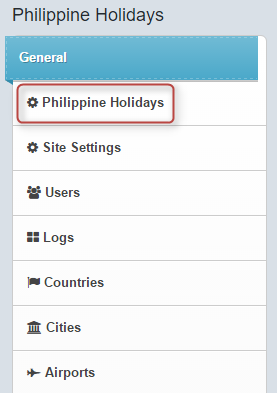 Philippine Holidays
General
Philippine Holidays
Site Settings
Users
Logs
Countries
Cities
Airports